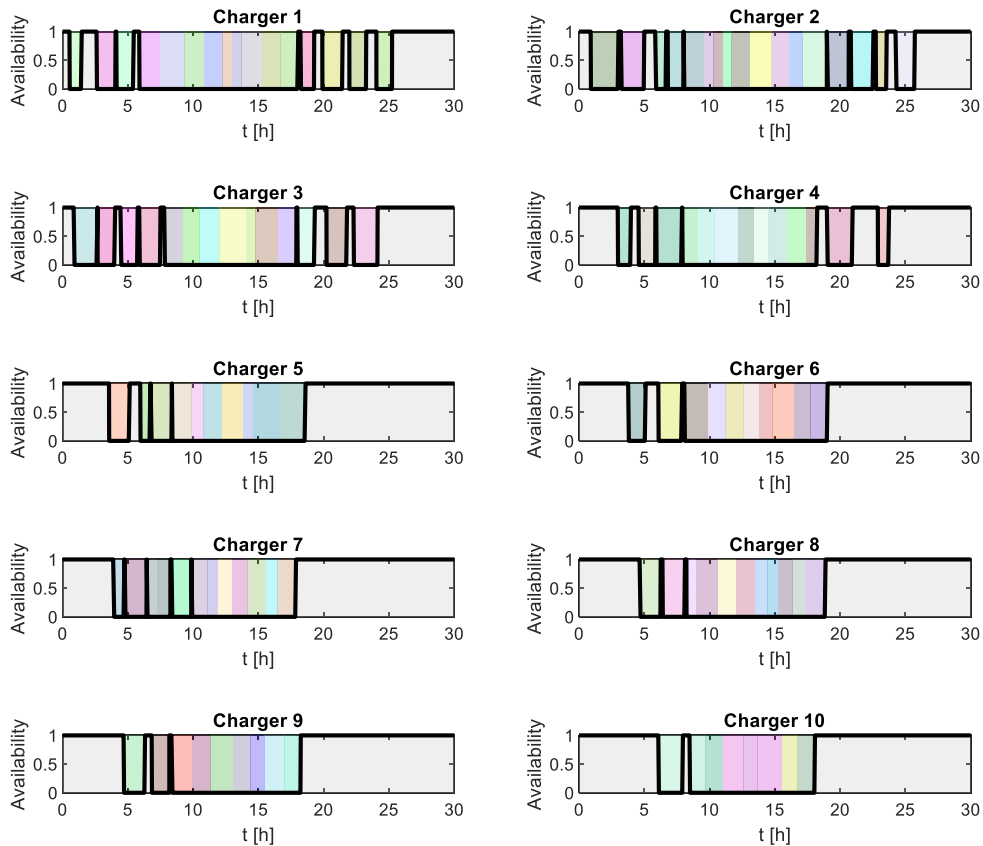 Charger 1
Availability
1
0.5
0
0 5 10 15 20 25 30
t [h]
Charger 2
Availability
1
0.5
0
0 5 10 15 20 25 30
t [h]
Charger 3
Availability
1
0.5
0
0 5 10 15 20 25 30
t [h]
Charger 4
Availability
1
0.5
0
0 5 10 15 20 25 30
t [h]
Charger 5
Availability
1
0.5
0
0 5 10 15 20 25 30
t [h]
Charger 6
Availability
1
0.5
0
0 5 10 15 20 25 30
t [h]
Charger 7
Availability
1
0.5
0
0 5 10 15 20 25 30
t [h]
Charger 8
Availability
1
0.5
0
0 5 10 15 20 25 30
t [h]
Charger 9
Availability
1
0.5
0
0 5 10 15 20 25 30
t [h]
Charger 10
Availability
1
0.5
0
0 5 10 15 20 25 30
t [h]